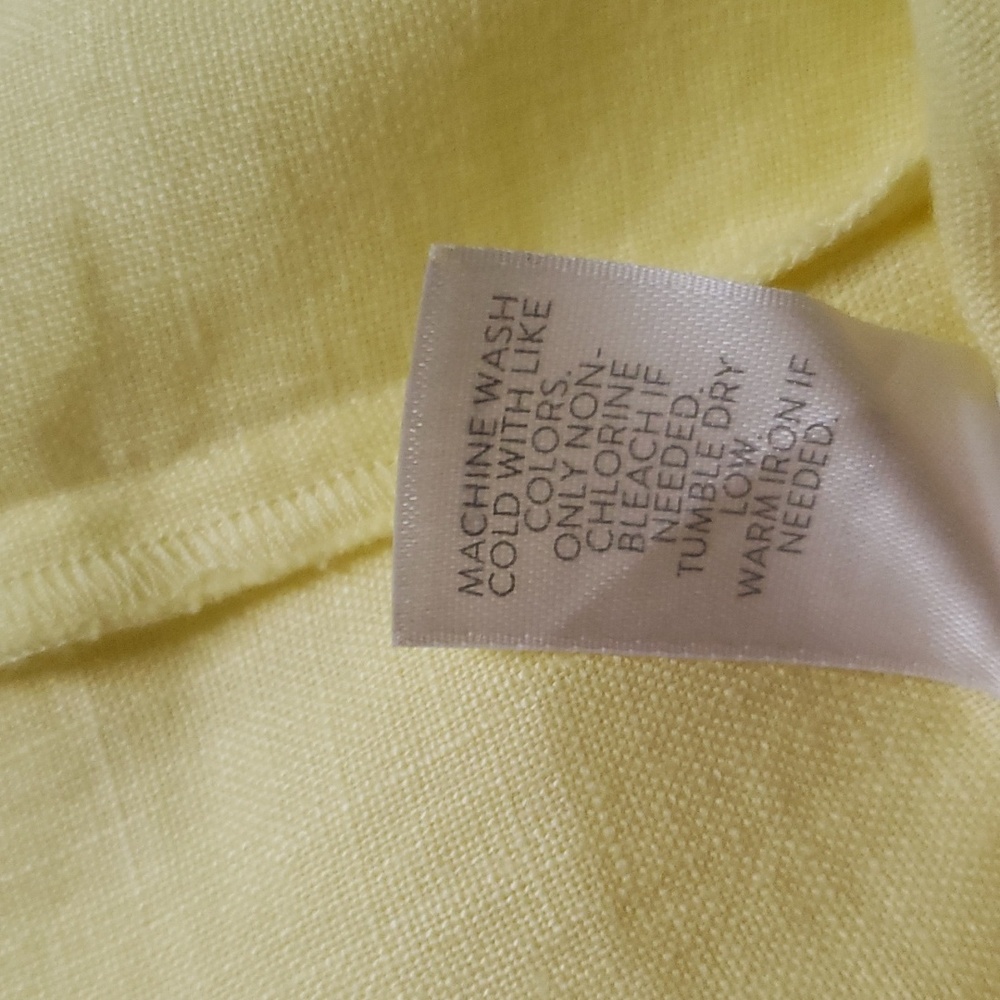 MACHINE WASH
COLD WITH LIKE
COLORS.
ONLY NON-
CHLORINE
BLEACH IF
NEEDED.
TUMBLE DRY
LOW.
WARM IRON IF
NEEDED.